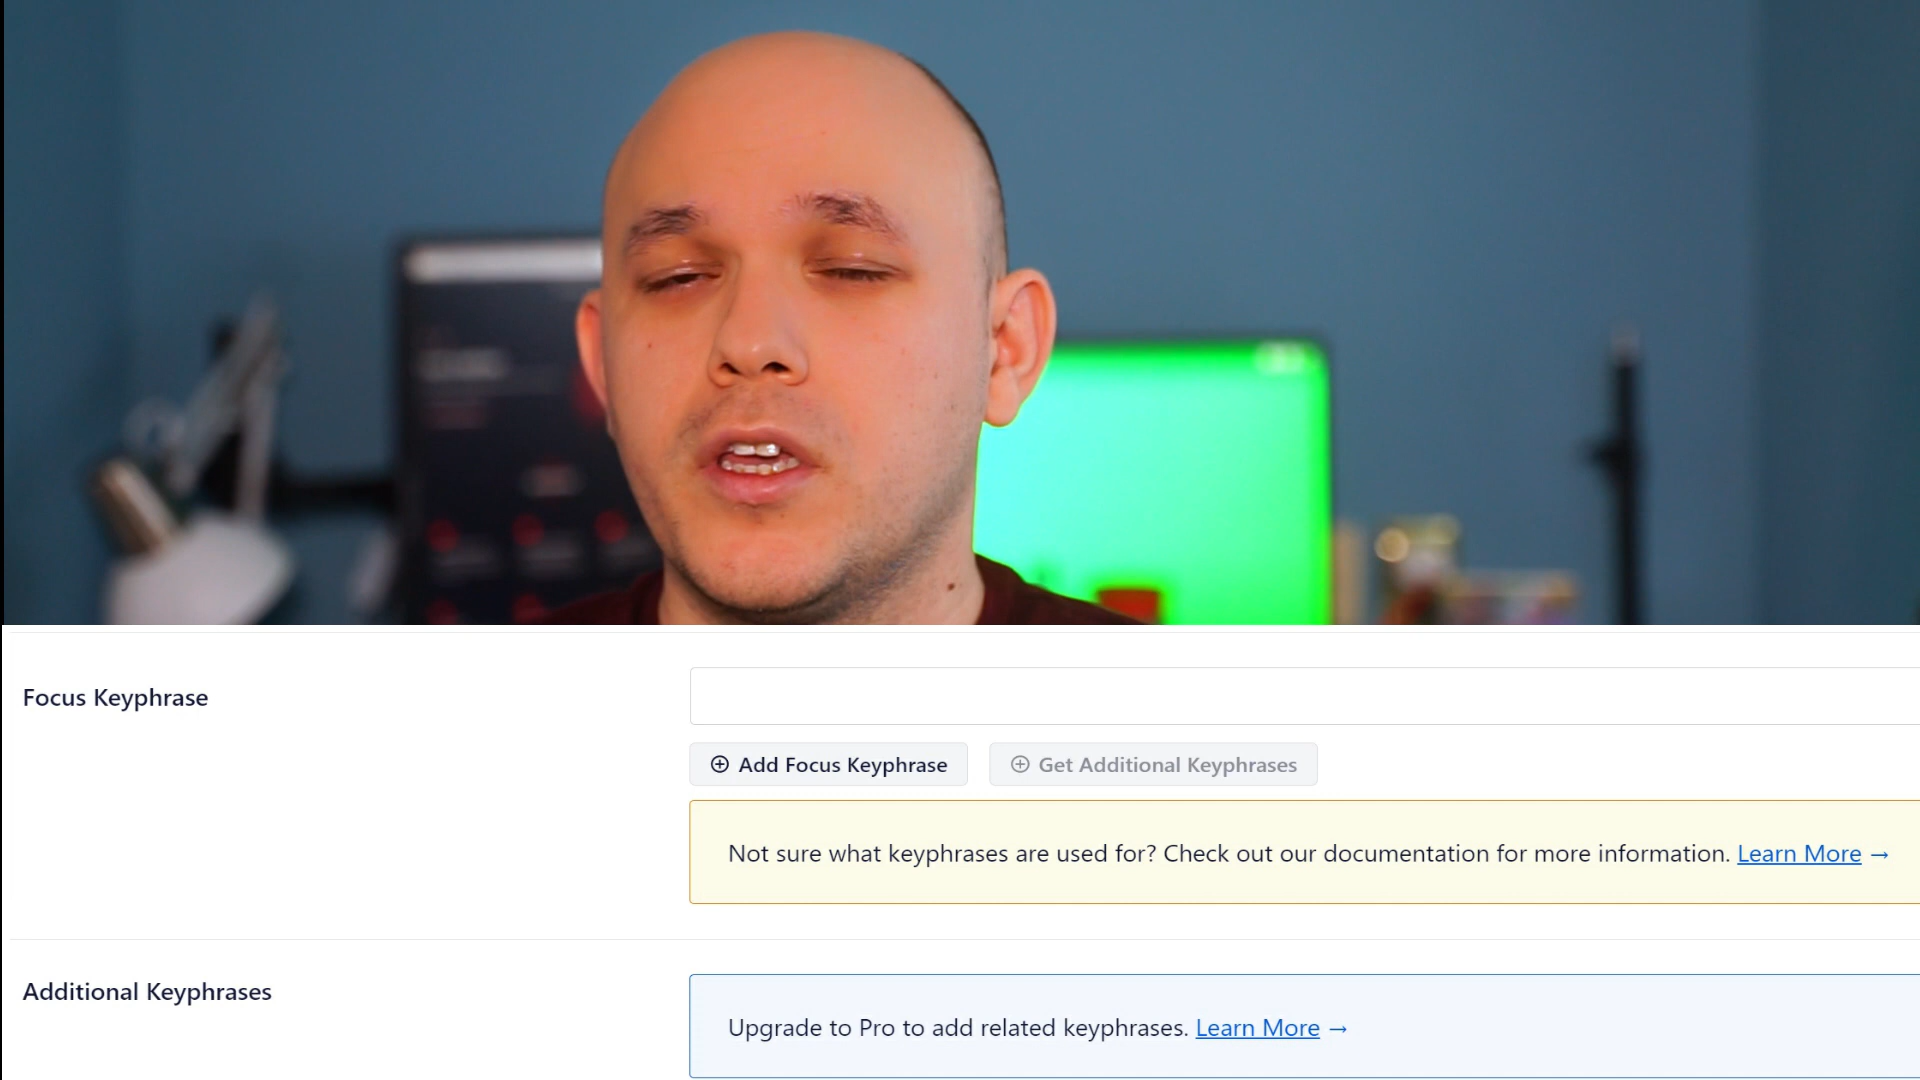 Focus Keyphrase
Add Focus Keyphrase
Get Additional Keyphrases
Not sure what keyphrases are used for? Check out our documentation for more information. Learn More →
Additional Keyphrases
Upgrade to Pro to add related keyphrases. Learn More →